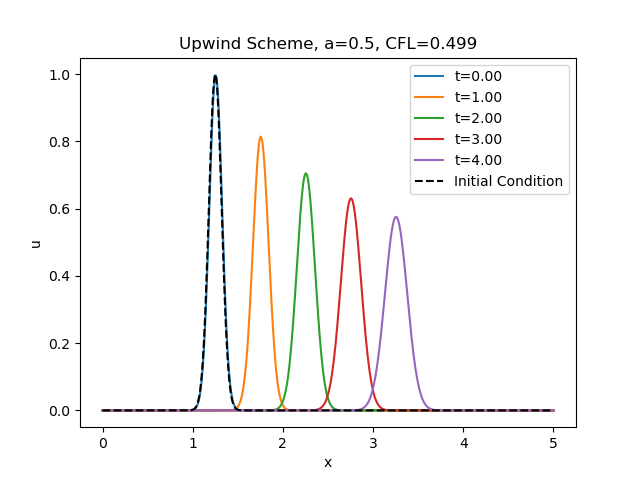 Upwind Scheme, a=0.5, CFL=0.499
1.0
0.8
0.6
0.4
0.2
0.0
u
0 1 2 3 4 5
x
t=0.00
t=1.00
t=2.00
t=3.00
t=4.00
Initial Condition